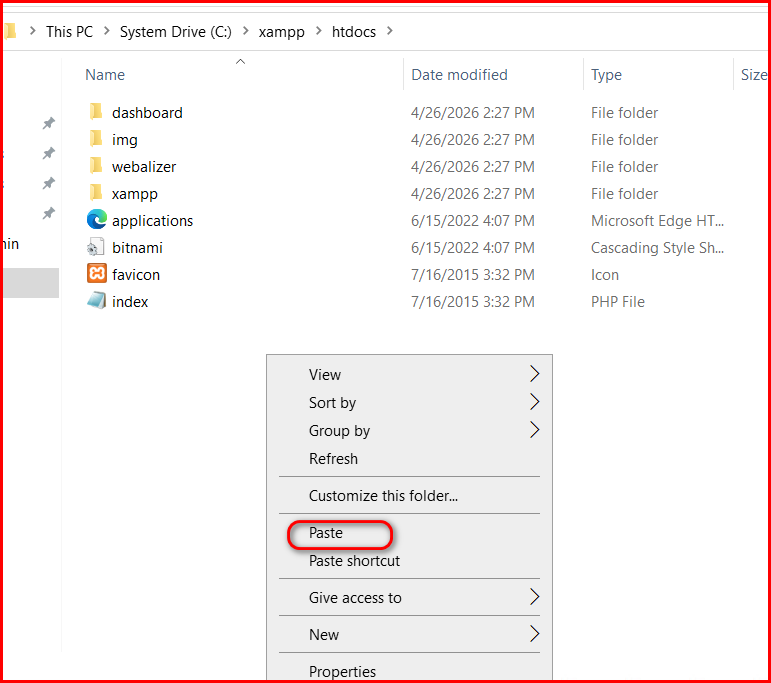 This PC > System Drive (C:) > xampp > htdocs >
Name Date modified Type Size
dashboard 4/26/2026 2:27 PM File folder
img 4/26/2026 2:27 PM File folder
webalizer 4/26/2026 2:27 PM File folder
xampp 4/26/2026 2:27 PM File folder
applications 6/15/2022 4:07 PM Microsoft Edge HT...
bitnami 6/15/2022 4:07 PM Cascading Style Sh...
favicon 7/16/2015 3:32 PM Icon
index 7/16/2015 3:32 PM PHP File
View
Sort by
Group by
Refresh
Customize this folder...
Paste
Paste shortcut
Give access to
New
Properties